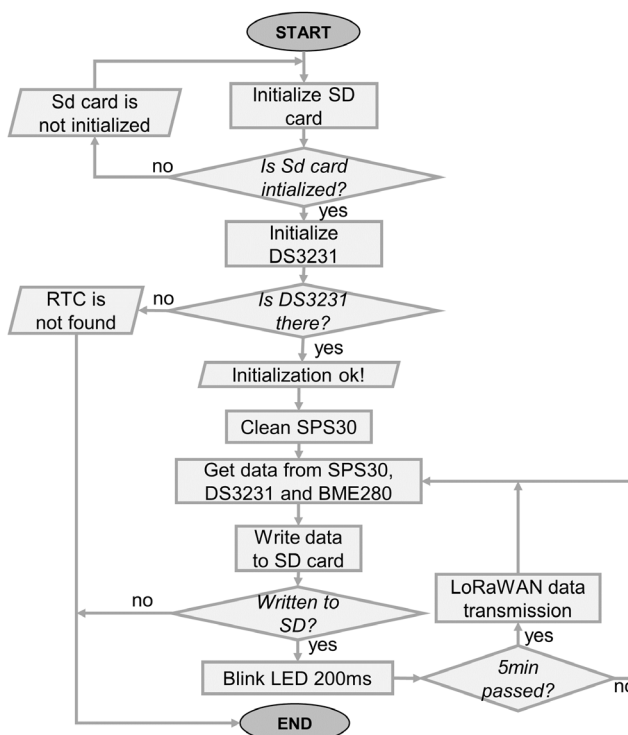 START
Initialize SD
card
Sd card is
not initialized
no
Is Sd card
intialized?
yes
Initialize
DS3231
RTC is
not found
no
Is DS3231
there?
yes
Initialization ok!
Clean SPS30
Get data from SPS30,
DS3231 and BME280
Write data
to SD card
LoRaWAN data
transmission
no
Written to
SD?
yes
yes
Blink LED 200ms
5min
passed?
no
END